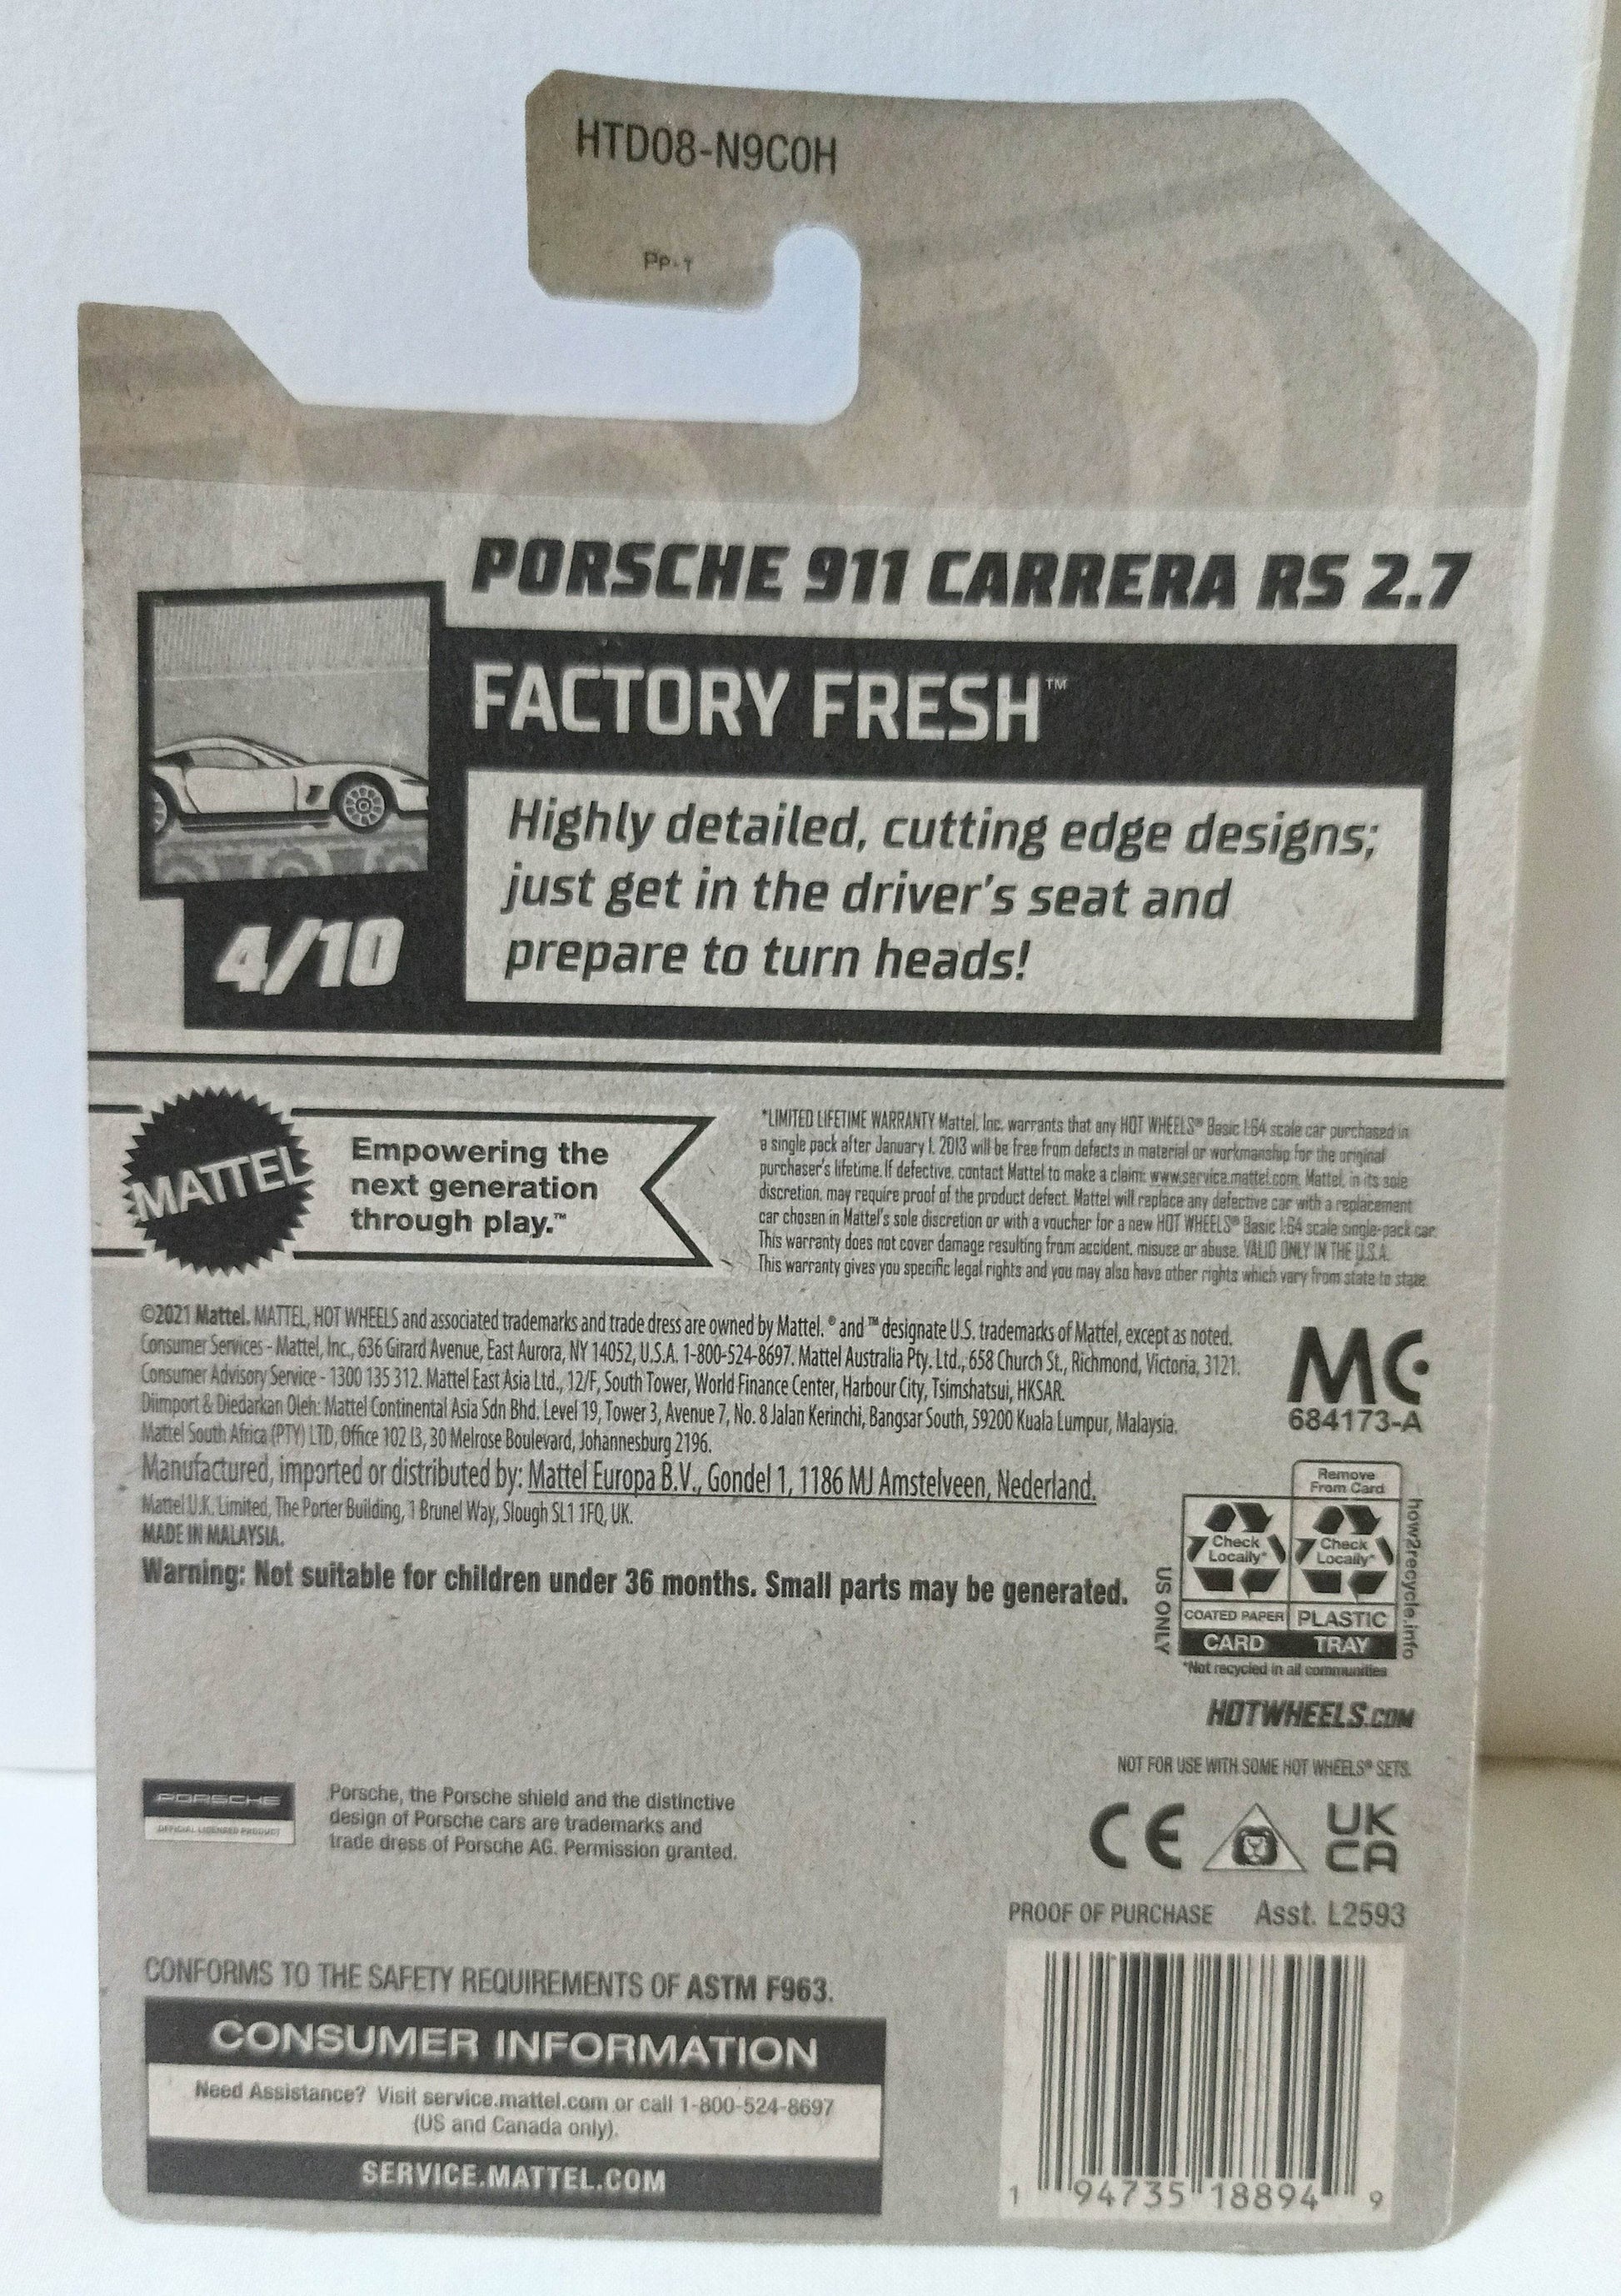 HTD08-N9C0H
PP-T
PORSCHE 911 CARRERA RS 2.7
FACTORY FRESH™
Highly detailed, cutting edge designs;
just get in the driver's seat and
prepare to turn heads!
4/10
MATTEL
Empowering the
next generation
through play.™
*LIMITED LIFETIME WARRANTY Mattel, Inc. warrants that any HOT WHEELS® Basic 1:64 scale car purchased in
a single pack after January 1, 2013 will be free from defects in material or workmanship for the original
purchaser's lifetime. If defective, contact Mattel to make a claim: www.service.mattel.com. Mattel, in its sole
discretion, may require proof of the product defect. Mattel will replace any defective car with a replacement
car chosen in Mattel's sole discretion or with a voucher for a new HOT WHEELS® Basic 1:64 scale single-pack car.
This warranty does not cover damage resulting from accident, misuse or abuse. VALID ONLY IN THE U.S.A.
This warranty gives you specific legal rights and you may also have other rights which vary from state to state.
©2021 Mattel. MATTEL, HOT WHEELS and associated trademarks and trade dress are owned by Mattel. ® and ™ designate U.S. trademarks of Mattel, except as noted.
Consumer Services - Mattel, Inc., 636 Girard Avenue, East Aurora, NY 14052, U.S.A. 1-800-524-8697. Mattel Australia Pty. Ltd., 658 Church St., Richmond, Victoria, 3121.
Consumer Advisory Service - 1300 135 312. Mattel East Asia Ltd., 12/F, South Tower, World Finance Center, Harbour City, Tsimshatsui, HKSAR.
Diimport & Diedarkan Oleh: Mattel Continental Asia Sdn Bhd. Level 19, Tower 3, Avenue 7, No. 8 Jalan Kerinchi, Bangsar South, 59200 Kuala Lumpur, Malaysia.
Mattel South Africa (PTY) LTD, Office 102 I3, 30 Melrose Boulevard, Johannesburg 2196.
Manufactured, imported or distributed by: Mattel Europa B.V., Gondel 1, 1186 MJ Amstelveen, Nederland.
Mattel U.K. Limited, The Porter Building, 1 Brunel Way, Slough SL1 1FQ, UK.
MADE IN MALAYSIA.
Warning: Not suitable for children under 36 months. Small parts may be generated.
MC
684173-A
Remove
From Card
Check
Locally*
Check
Locally*
COATED PAPER
PLASTIC
CARD
TRAY
US ONLY
how2recycle.info
*Not recycled in all communities
HOTWHEELS.COM
NOT FOR USE WITH SOME HOT WHEELS® SETS.
PORSCHE
OFFICIAL LICENSED PRODUCT
Porsche, the Porsche shield and the distinctive
design of Porsche cars are trademarks and
trade dress of Porsche AG. Permission granted.
CE
UK
CA
PROOF OF PURCHASE Asst. L2593
CONFORMS TO THE SAFETY REQUIREMENTS OF ASTM F963.
CONSUMER INFORMATION
Need Assistance? Visit service.mattel.com or call 1-800-524-8697
(US and Canada only).
SERVICE.MATTEL.COM
1 94735 18894 9